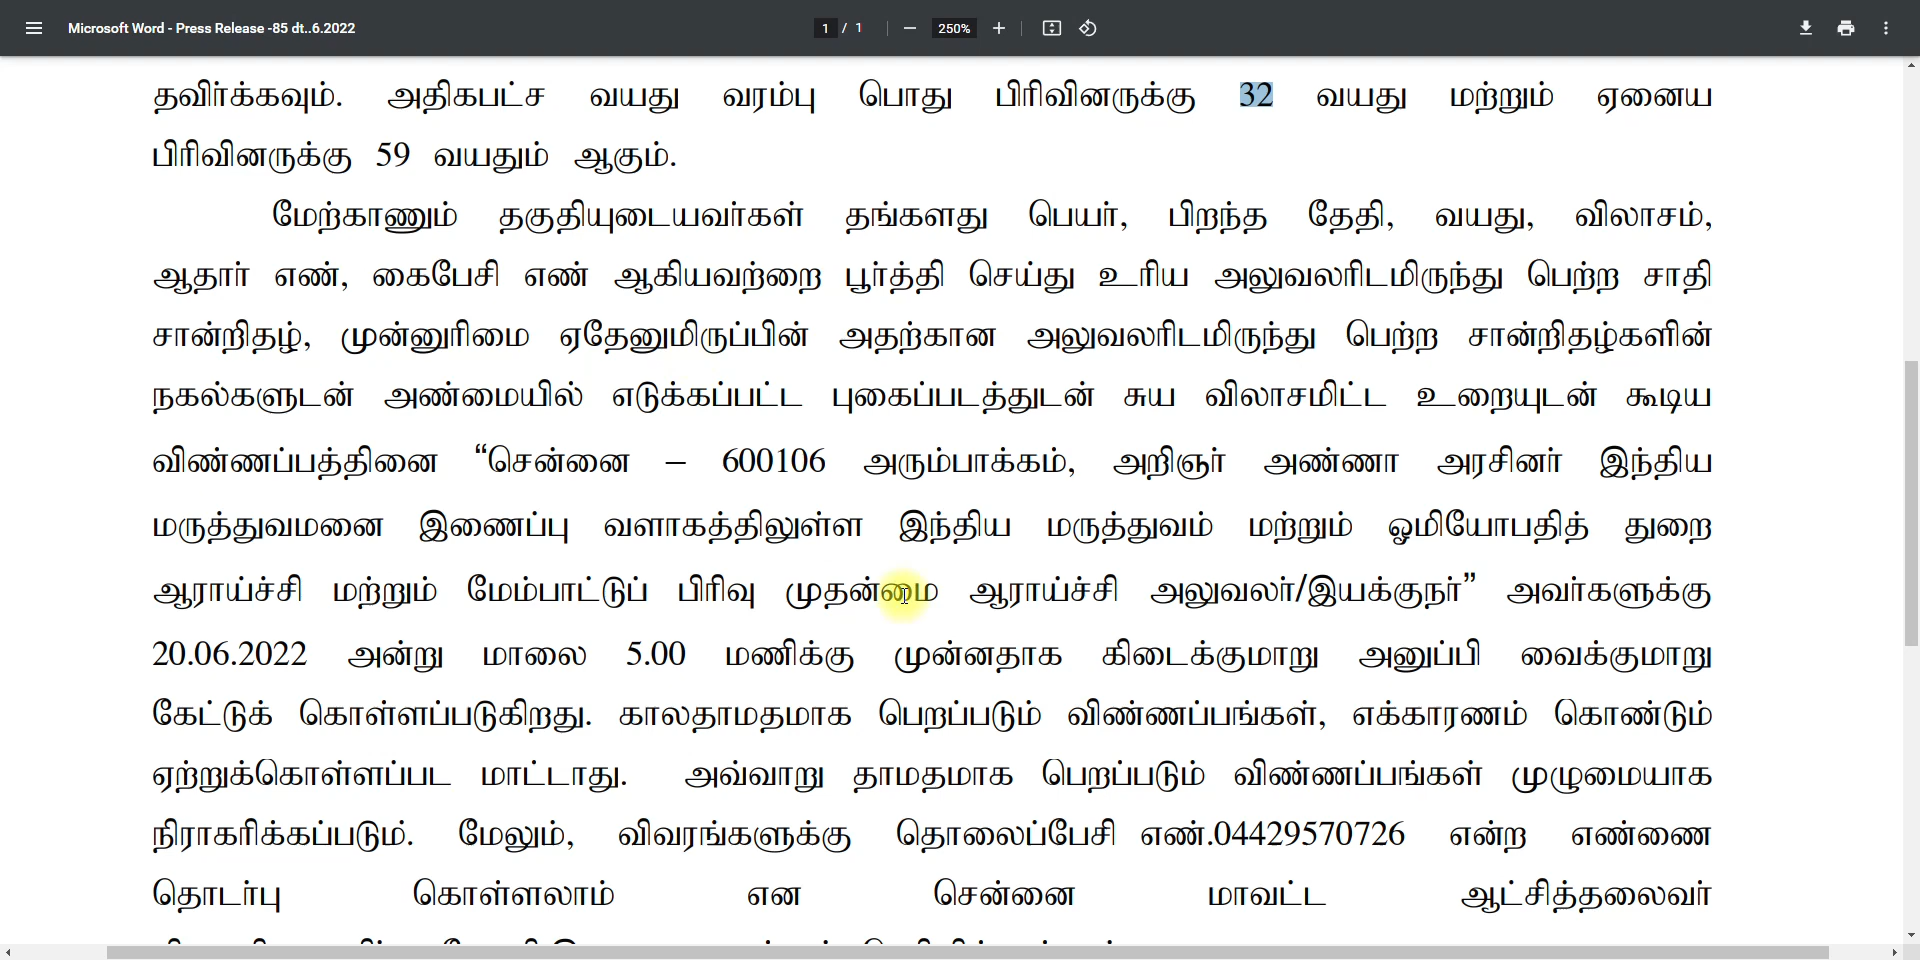 Microsoft Word - Press Release -85 dt..6.2022
1 / 1
250%
தவிர்க்கவும். அதிகபட்ச வயது வரம்பு பொது பிரிவினருக்கு 32 வயது மற்றும் ஏனைய
பிரிவினருக்கு 59 வயதும் ஆகும்.
மேற்காணும் தகுதியுடையவர்கள் தங்களது பெயர், பிறந்த தேதி, வயது, விலாசம்,
ஆதார் எண், கைபேசி எண் ஆகியவற்றை பூர்த்தி செய்து உரிய அலுவலரிடமிருந்து பெற்ற சாதி
சான்றிதழ், முன்னுரிமை ஏதேனுமிருப்பின் அதற்கான அலுவலரிடமிருந்து பெற்ற சான்றிதழ்களின்
நகல்களுடன் அண்மையில் எடுக்கப்பட்ட புகைப்படத்துடன் சுய விலாசமிட்ட உறையுடன் கூடிய
விண்ணப்பத்தினை “சென்னை – 600106 அரும்பாக்கம், அறிஞர் அண்ணா அரசினர் இந்திய
மருத்துவமனை இணைப்பு வளாகத்திலுள்ள இந்திய மருத்துவம் மற்றும் ஓமியோபதித் துறை
ஆராய்ச்சி மற்றும் மேம்பாட்டுப் பிரிவு முதன்மை ஆராய்ச்சி அலுவலர்/இயக்குநர்” அவர்களுக்கு
20.06.2022 அன்று மாலை 5.00 மணிக்கு முன்னதாக கிடைக்குமாறு அனுப்பி வைக்குமாறு
கேட்டுக் கொள்ளப்படுகிறது. காலதாமதமாக பெறப்படும் விண்ணப்பங்கள், எக்காரணம் கொண்டும்
ஏற்றுக்கொள்ளப்பட மாட்டாது. அவ்வாறு தாமதமாக பெறப்படும் விண்ணப்பங்கள் முழுமையாக
நிராகரிக்கப்படும். மேலும், விவரங்களுக்கு தொலைப்பேசி எண்.04429570726 என்ற எண்ணை
தொடர்பு கொள்ளலாம் என சென்னை மாவட்ட ஆட்சித்தலைவர்